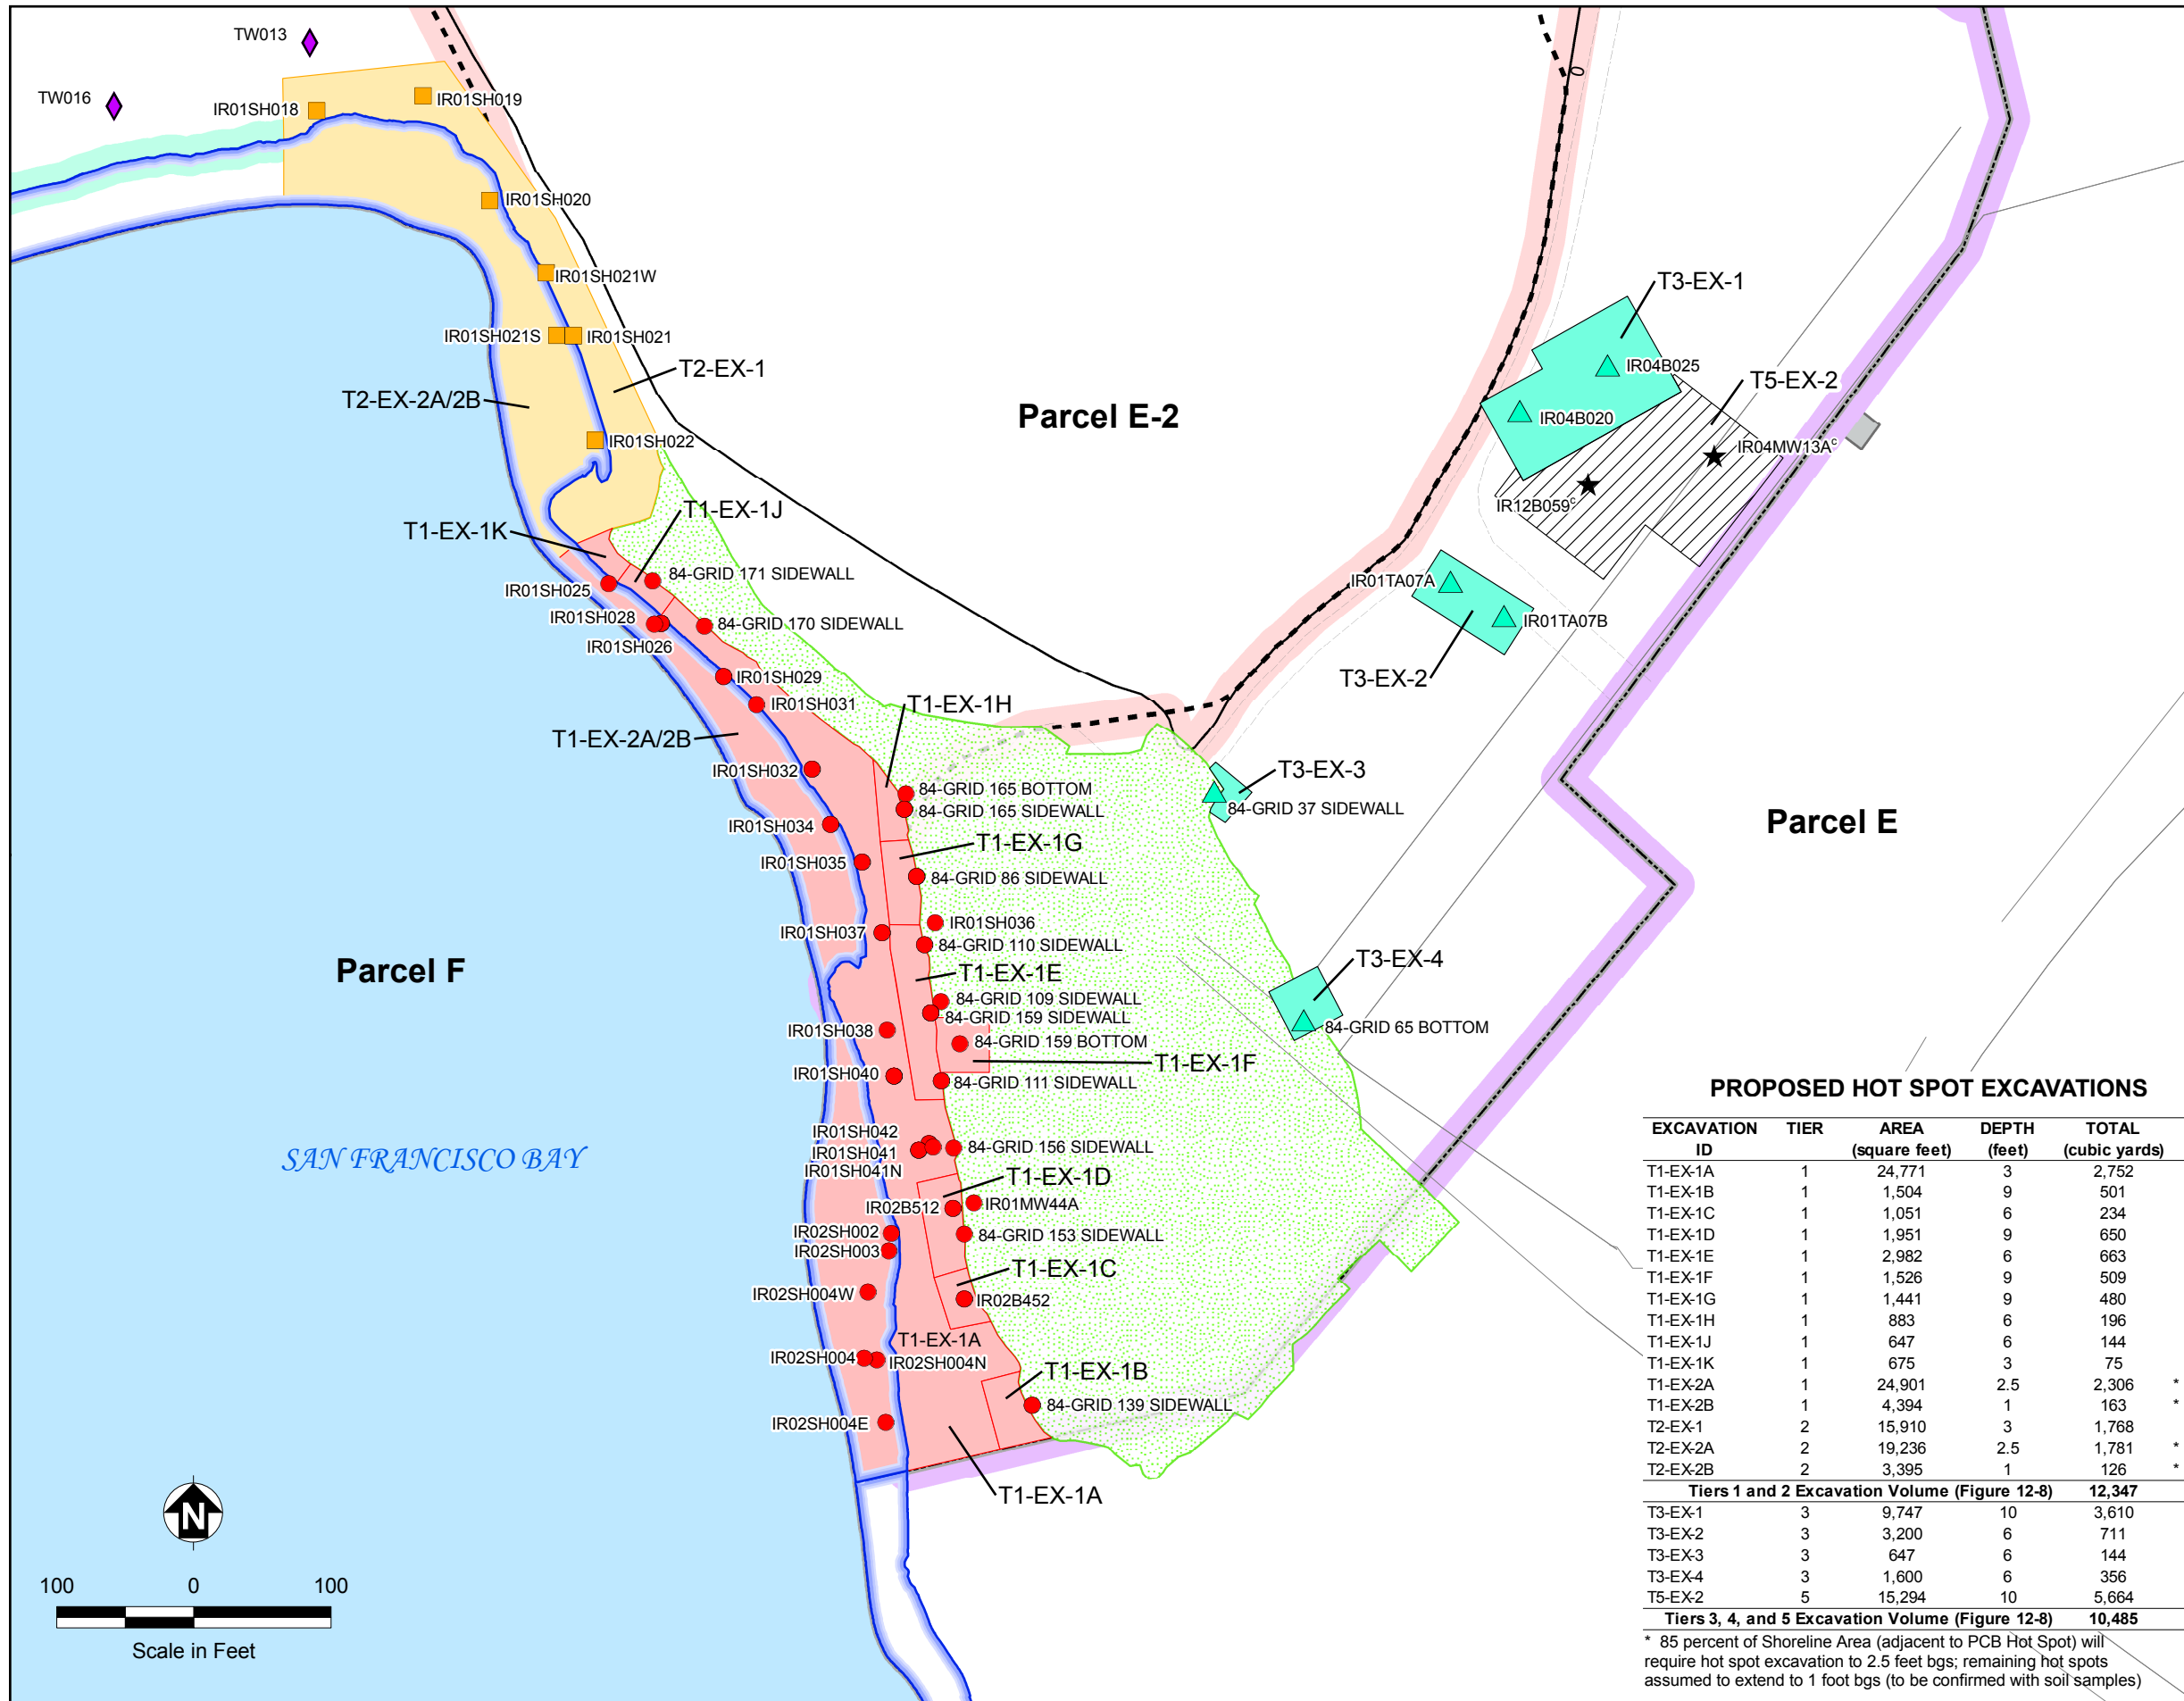 TW013
TW016
IR01SH018
IR01SH019
IR01SH020
IR01SH021W
IR01SH021S
IR01SH021
T2-EX-1
T2-EX-2A/2B
IR01SH022
Parcel E-2
0
T3-EX-1
IR04B025
T5-EX-2
IR04B020
IR04MW13Aᶜ
IR12B059ᶜ
T1-EX-1J
T1-EX-1K
84-GRID 171 SIDEWALL
IR01SH025
IR01SH028
84-GRID 170 SIDEWALL
IR01SH026
IR01TA07A
IR01TA07B
T3-EX-2
IR01SH029
IR01SH031
T1-EX-1H
T1-EX-2A/2B
IR01SH032
T3-EX-3
84-GRID 165 BOTTOM
84-GRID 165 SIDEWALL
84-GRID 37 SIDEWALL
Parcel E
IR01SH034
T1-EX-1G
IR01SH035
84-GRID 86 SIDEWALL
IR01SH036
IR01SH037
84-GRID 110 SIDEWALL
T3-EX-4
Parcel F
T1-EX-1E
84-GRID 109 SIDEWALL
84-GRID 159 SIDEWALL
IR01SH038
84-GRID 65 BOTTOM
84-GRID 159 BOTTOM
T1-EX-1F
IR01SH040
84-GRID 111 SIDEWALL
IR01SH042
84-GRID 156 SIDEWALL
IR01SH041
IR01SH041N
SAN FRANCISCO BAY
T1-EX-1D
IR02B512
IR01MW44A
IR02SH002
84-GRID 153 SIDEWALL
IR02SH003
T1-EX-1C
IR02SH004W
IR02B452
T1-EX-1A
IR02SH004
IR02SH004N
T1-EX-1B
84-GRID 139 SIDEWALL
IR02SH004E
T1-EX-1A
N
100 0 100
Scale in Feet
PROPOSED HOT SPOT EXCAVATIONS
EXCAVATION TIER AREA DEPTH TOTAL
ID (square feet) (feet) (cubic yards)
T1-EX-1A 1 24,771 3 2,752
T1-EX-1B 1 1,504 9 501
T1-EX-1C 1 1,051 6 234
T1-EX-1D 1 1,951 9 650
T1-EX-1E 1 2,982 6 663
T1-EX-1F 1 1,526 9 509
T1-EX-1G 1 1,441 9 480
T1-EX-1H 1 883 6 196
T1-EX-1J 1 647 6 144
T1-EX-1K 1 675 3 75
T1-EX-2A 1 24,901 2.5 2,306 *
T1-EX-2B 1 4,394 1 163 *
T2-EX-1 2 15,910 3 1,768
T2-EX-2A 2 19,236 2.5 1,781 *
T2-EX-2B 2 3,395 1 126 *
Tiers 1 and 2 Excavation Volume (Figure 12-8) 12,347
T3-EX-1 3 9,747 10 3,610
T3-EX-2 3 3,200 6 711
T3-EX-3 3 647 6 144
T3-EX-4 3 1,600 6 356
T5-EX-2 5 15,294 10 5,664
Tiers 3, 4, and 5 Excavation Volume (Figure 12-8) 10,485
* 85 percent of Shoreline Area (adjacent to PCB Hot Spot) will
require hot spot excavation to 2.5 feet bgs; remaining hot spots
assumed to extend to 1 foot bgs (to be confirmed with soil samples)